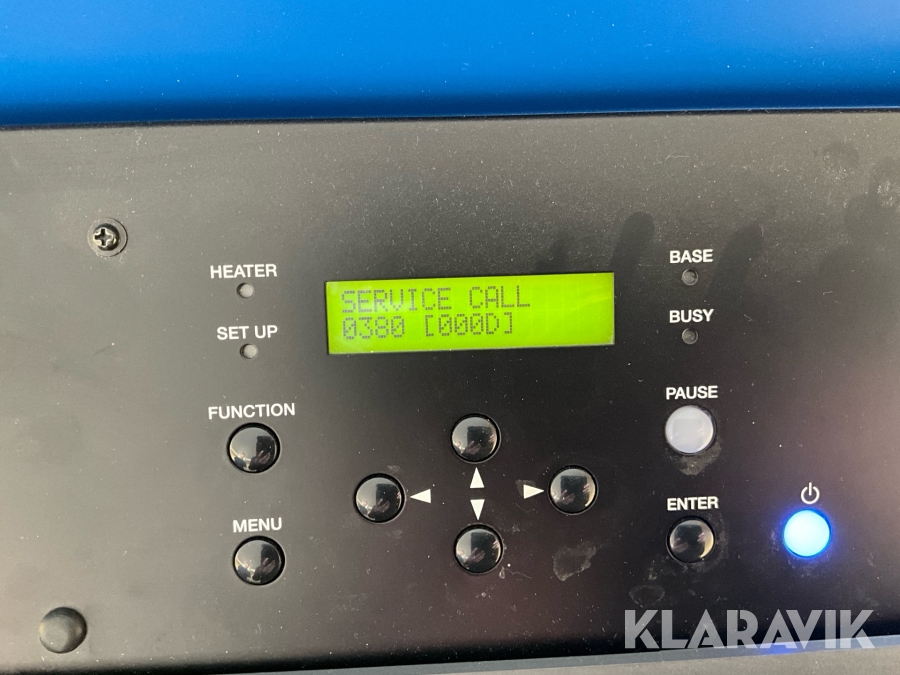 HEATER
SET UP
FUNCTION
MENU
SERVICE CALL
0380 [000D]
BASE
BUSY
PAUSE
ENTER
KLARAVIK